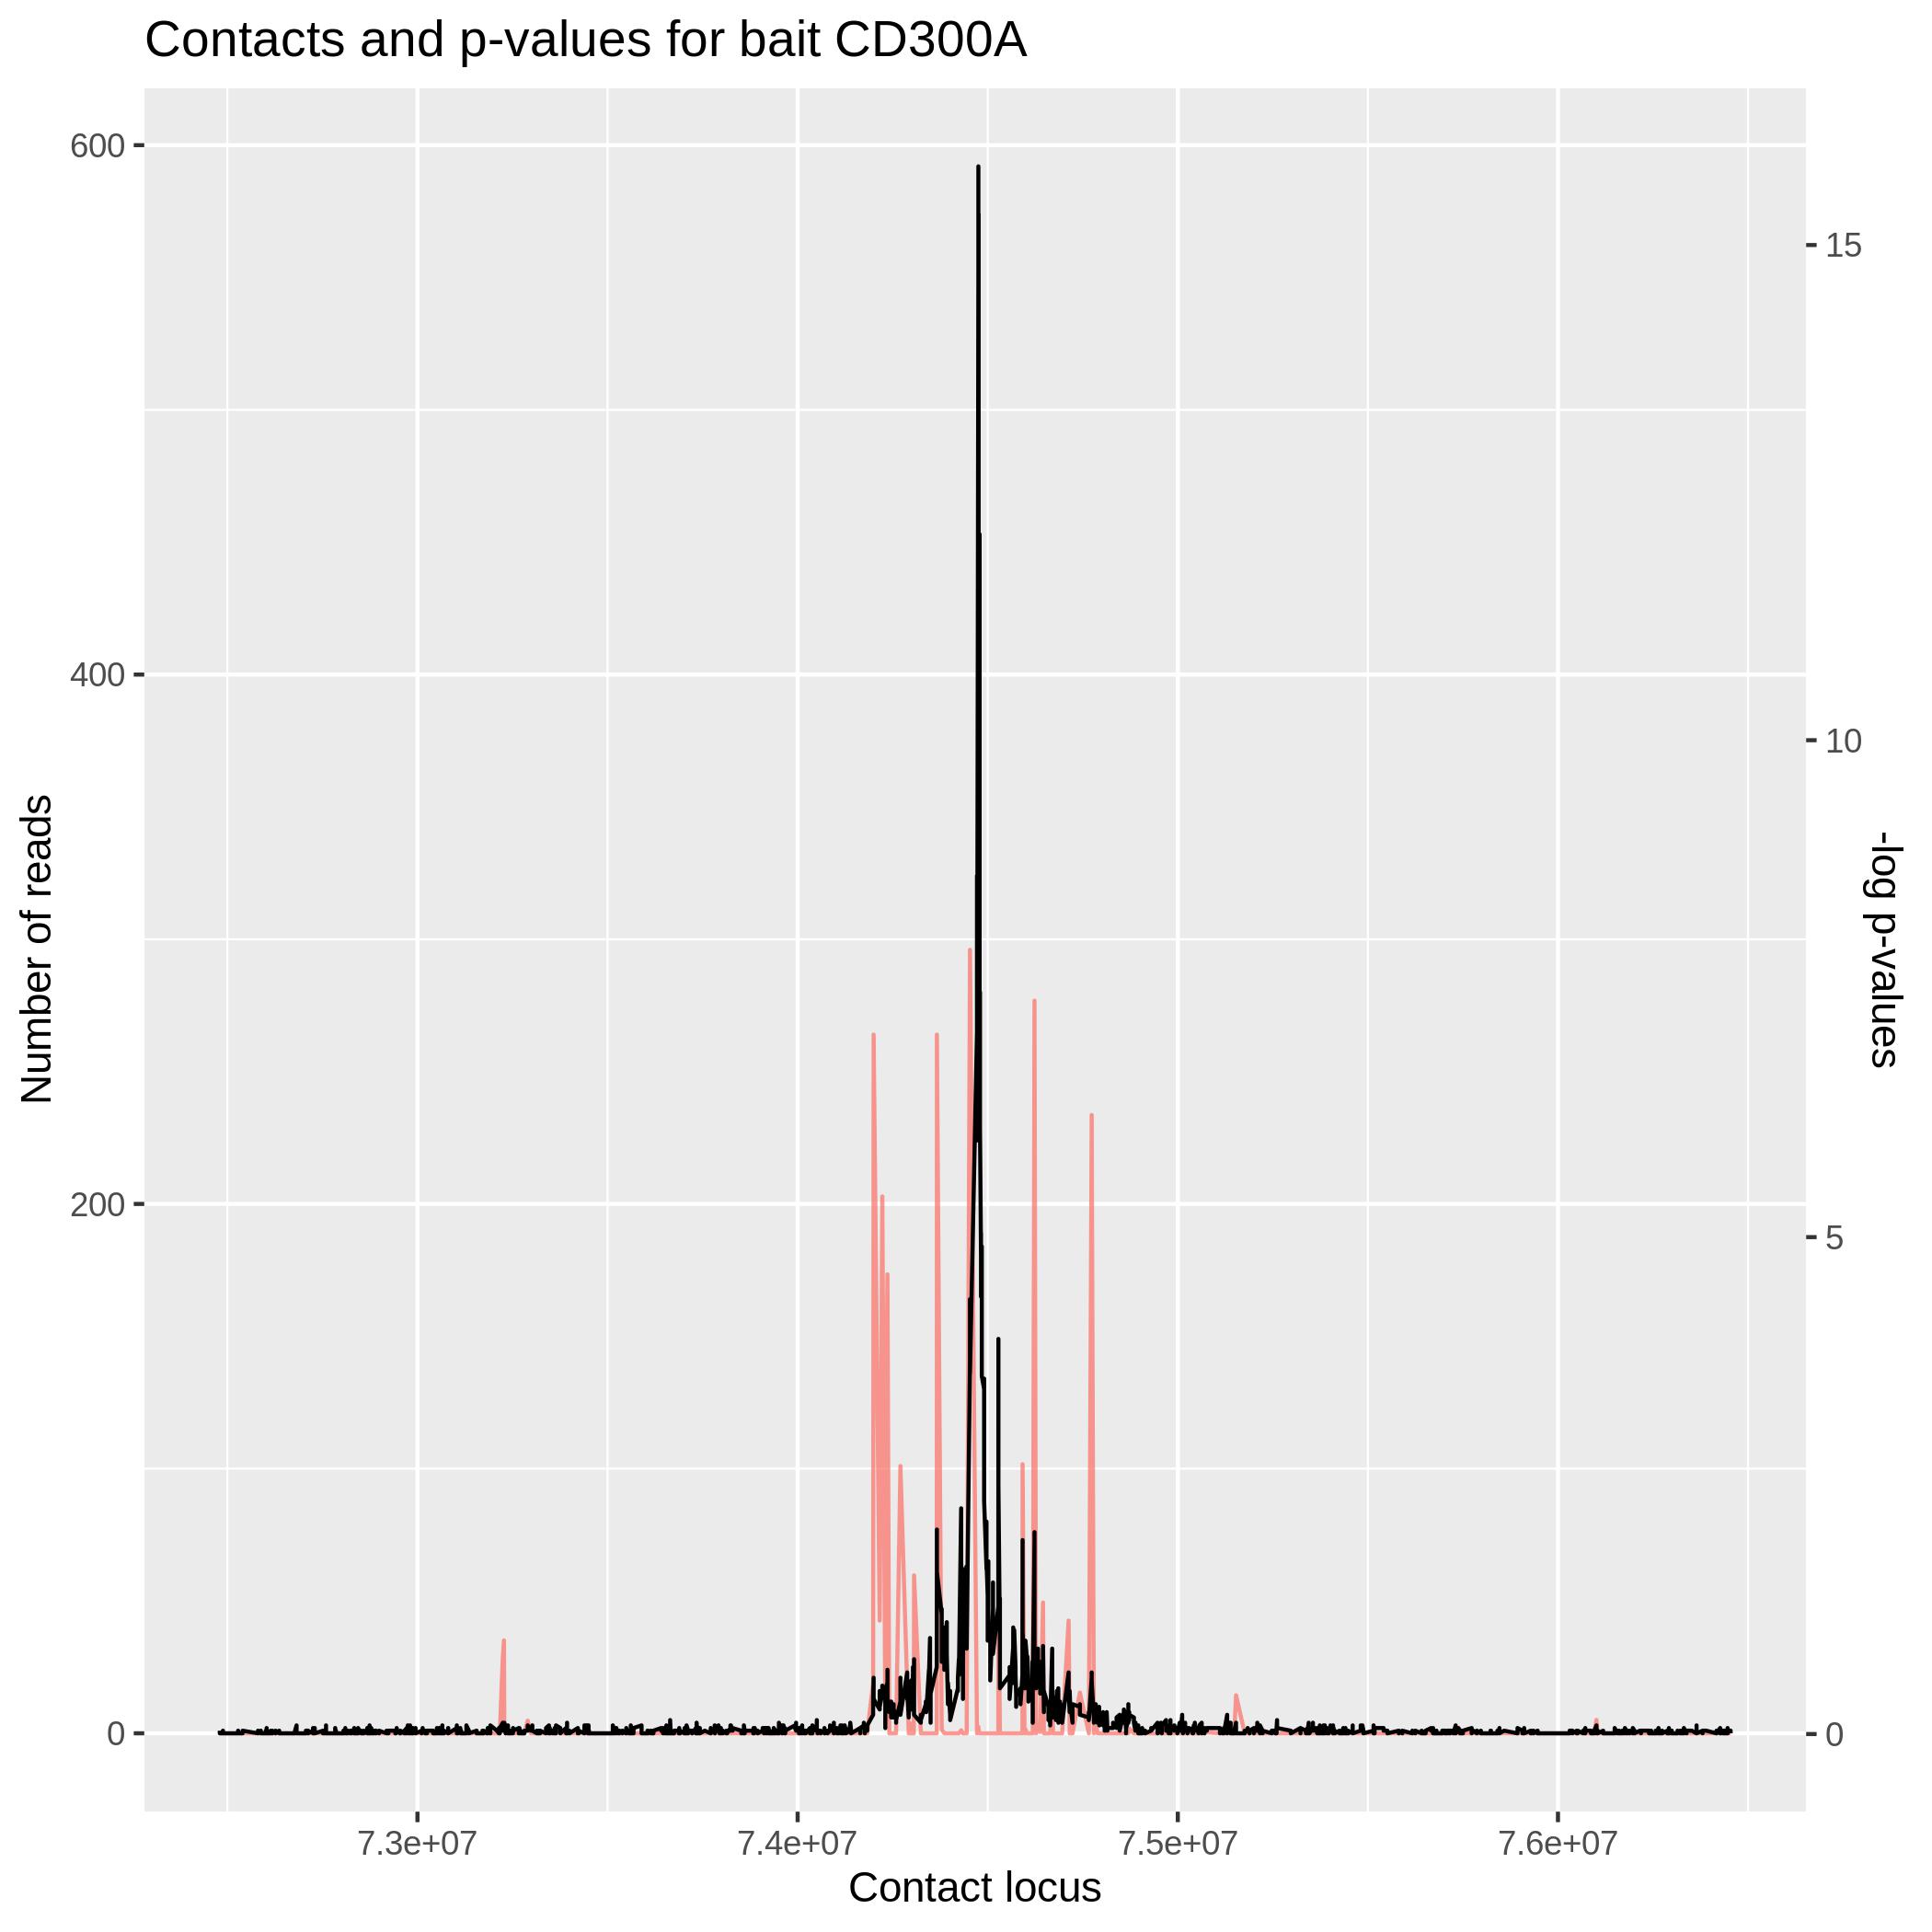 Contacts and p-values for bait CD300A
600
400
200
0
Number of reads
15
10
5
0
-log p-values
7.3e+07
7.4e+07
7.5e+07
7.6e+07
Contact locus